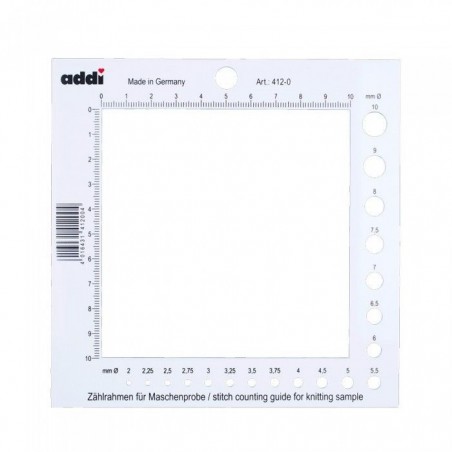 addi
Made in Germany
Art.: 412-0
0 1 2 3 4 5 6 7 8 9 10
mm Ø
10
9
8
7,5
7
6,5
6
0
1
2
3
4
5
6
7
8
9
10
mm Ø 2 2,25 2,5 2,75 3 3,25 3,5 3,75 4 4,5 5 5,5
Zählrahmen für Maschenprobe / stitch counting guide for knitting sample